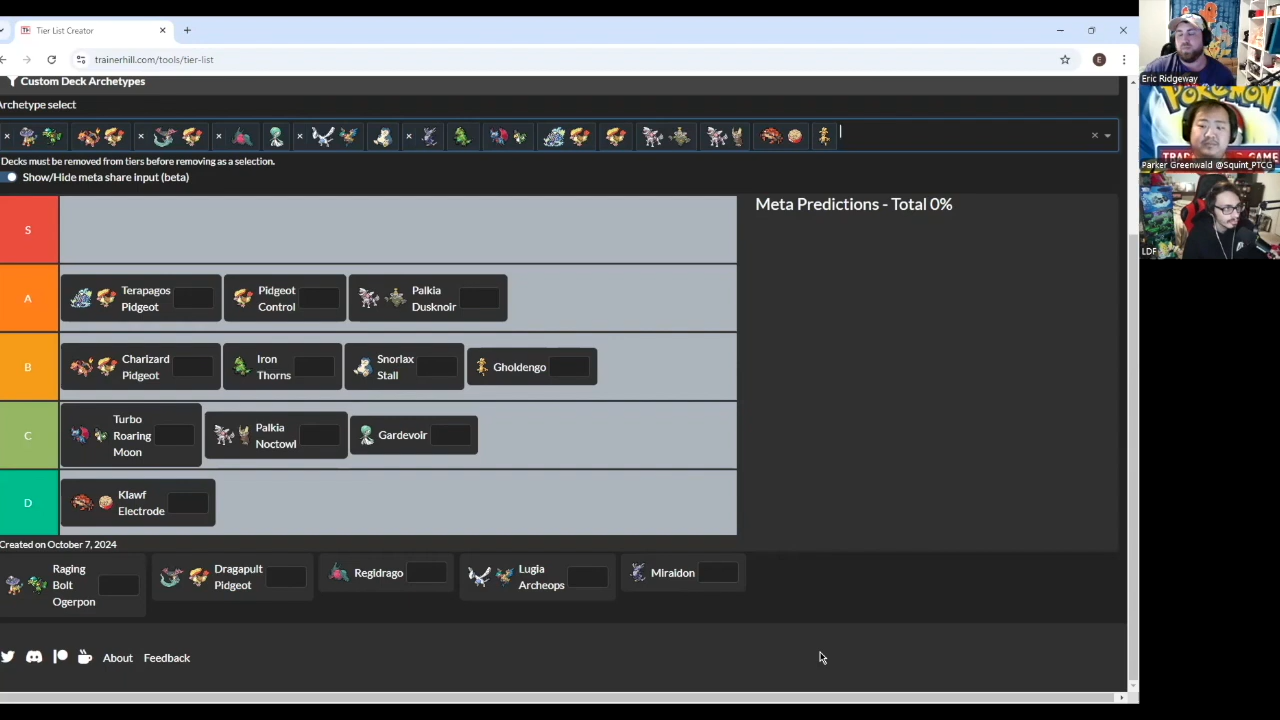 Tier List Creator
trainerhill.com/tools/tier-list
E
Custom Deck Archetypes
Archetype select
Decks must be removed from tiers before removing as a selection.
Show/Hide meta share input (beta)
S
Meta Predictions - Total 0%
A
Terapagos
Pidgeot
Pidgeot
Control
Palkia
Dusknoir
B
Charizard
Pidgeot
Iron
Thorns
Snorlax
Stall
Gholdengo
C
Turbo
Roaring
Moon
Palkia
Noctowl
Gardevoir
D
Klawf
Electrode
Created on October 7, 2024
Raging
Bolt
Ogerpon
Dragapult
Pidgeot
Regidrago
Lugia
Archeops
Miraidon
About
Feedback
Eric Ridgeway
Parker Greenwald @Squint_PTCG
LDF